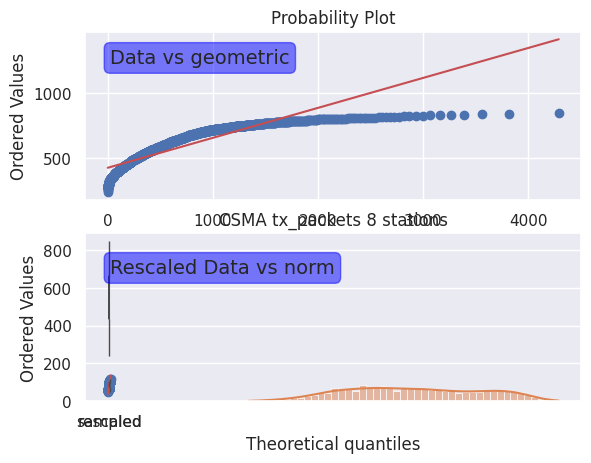 Probability Plot
Data vs geometric
Ordered Values
1000
500
0 1000 2000 3000 4000
CSMA tx_packets 8 stations
Rescaled Data vs norm
Ordered Values
800
600
400
200
0
rescaled
Theoretical quantiles